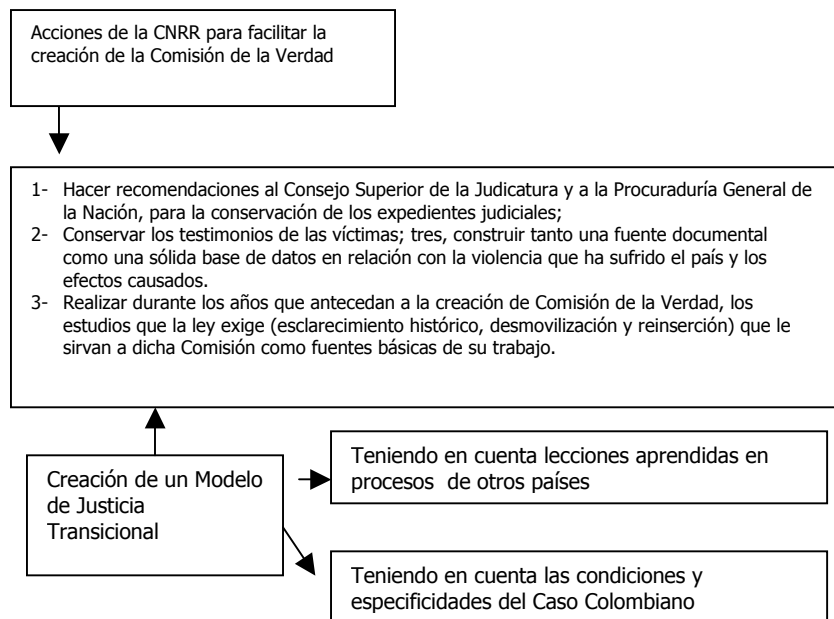 Acciones de la CNRR para facilitar la
creación de la Comisión de la Verdad
1- Hacer recomendaciones al Consejo Superior de la Judicatura y a la Procuraduría General de
la Nación, para la conservación de los expedientes judiciales;
2- Conservar los testimonios de las víctimas; tres, construir tanto una fuente documental
como una sólida base de datos en relación con la violencia que ha sufrido el país y los
efectos causados.
3- Realizar durante los años que antecedan a la creación de Comisión de la Verdad, los
estudios que la ley exige (esclarecimiento histórico, desmovilización y reinserción) que le
sirvan a dicha Comisión como fuentes básicas de su trabajo.
Creación de un Modelo
de Justicia
Transicional
Teniendo en cuenta lecciones aprendidas en
procesos de otros países
Teniendo en cuenta las condiciones y
especificidades del Caso Colombiano